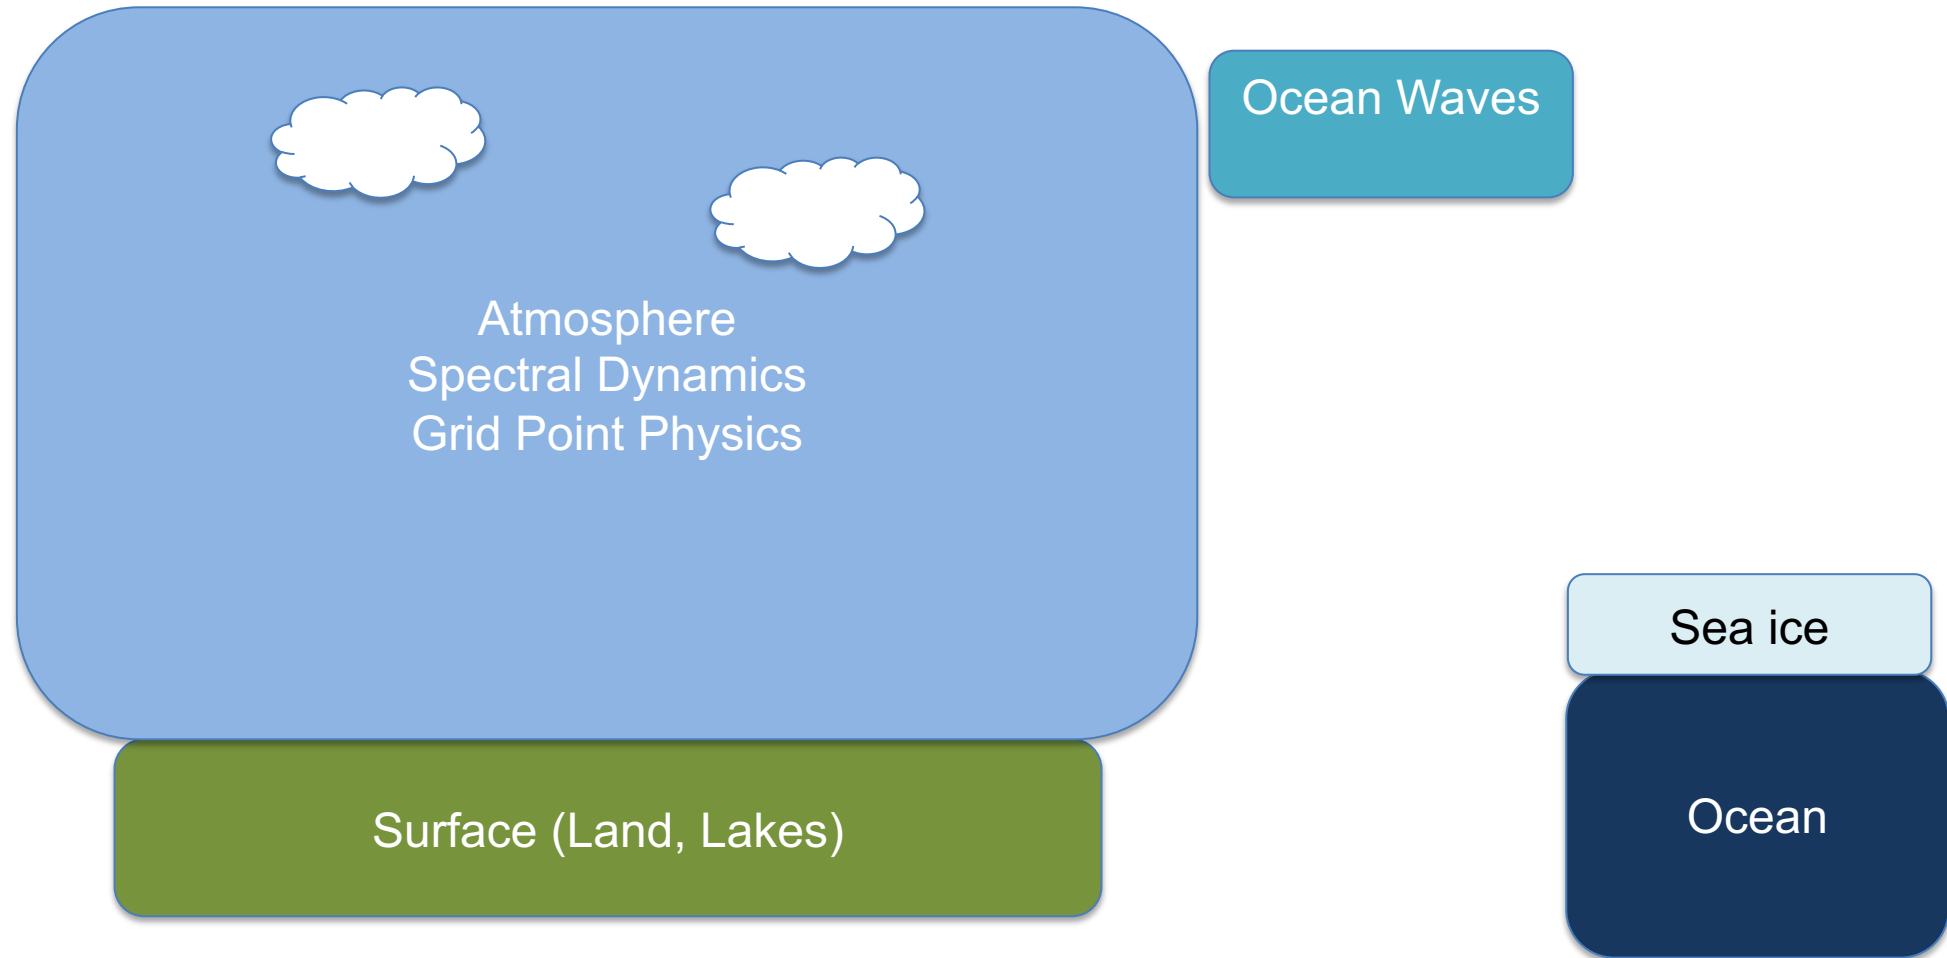 Ocean Waves
Atmosphere
Spectral Dynamics
Grid Point Physics
Sea ice
Surface (Land, Lakes)
Ocean